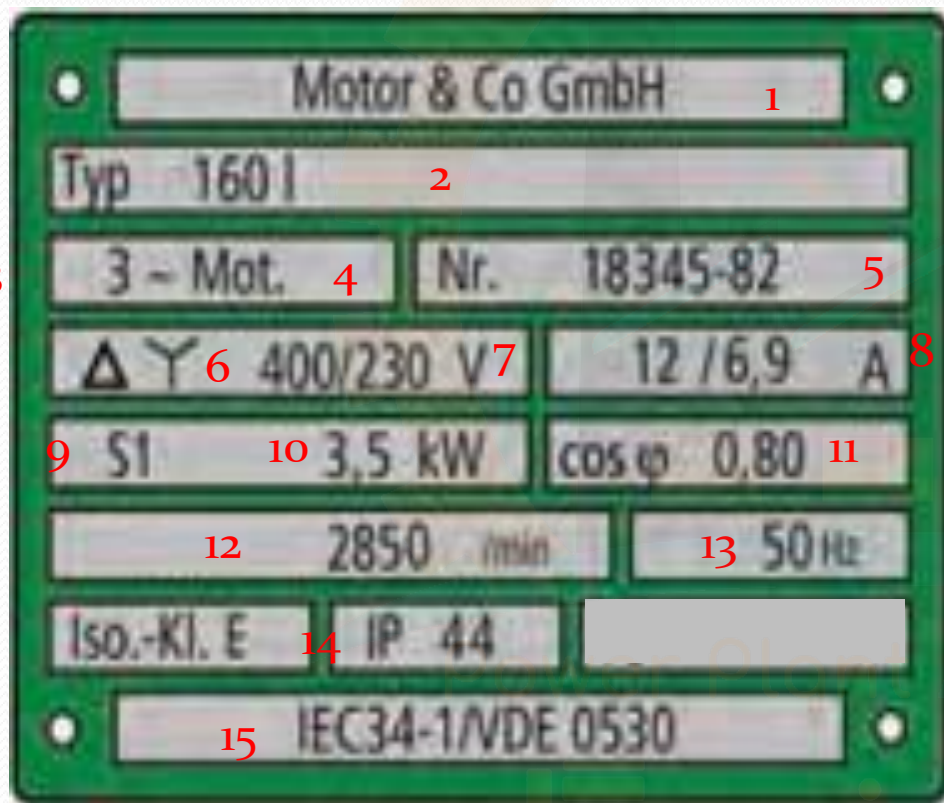 Motor & Co GmbH 1
Typ 160 l 2
3 ~ Mot. 4 Nr. 18345-82 5
Δ Y 6 400/230 V 7 12 / 6,9 A 8
9 S1 10 3,5 kW cos φ 0,80 11
12 2850 /min 13 50 Hz
Iso.-Kl. E 14 IP 44
15 IEC34-1/VDE 0530